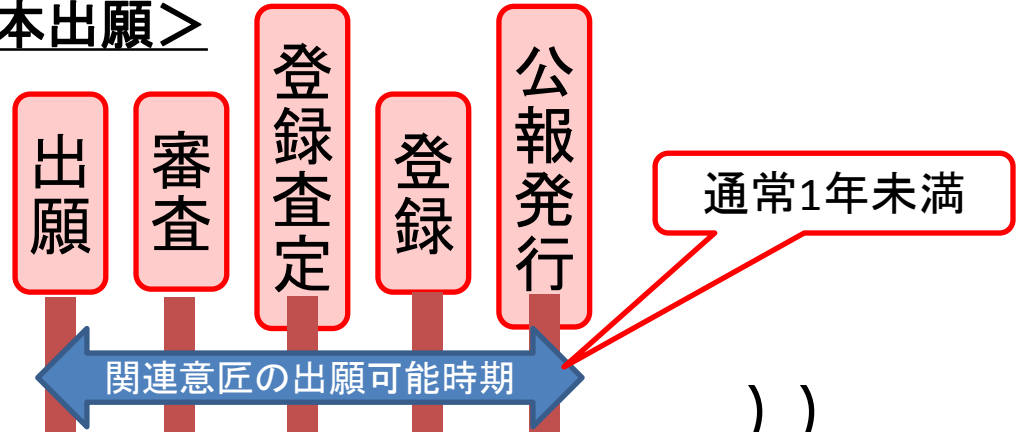 本出願＞
出願
審査
登録査定
登録
公報発行
通常1年未満
関連意匠の出願可能時期
））